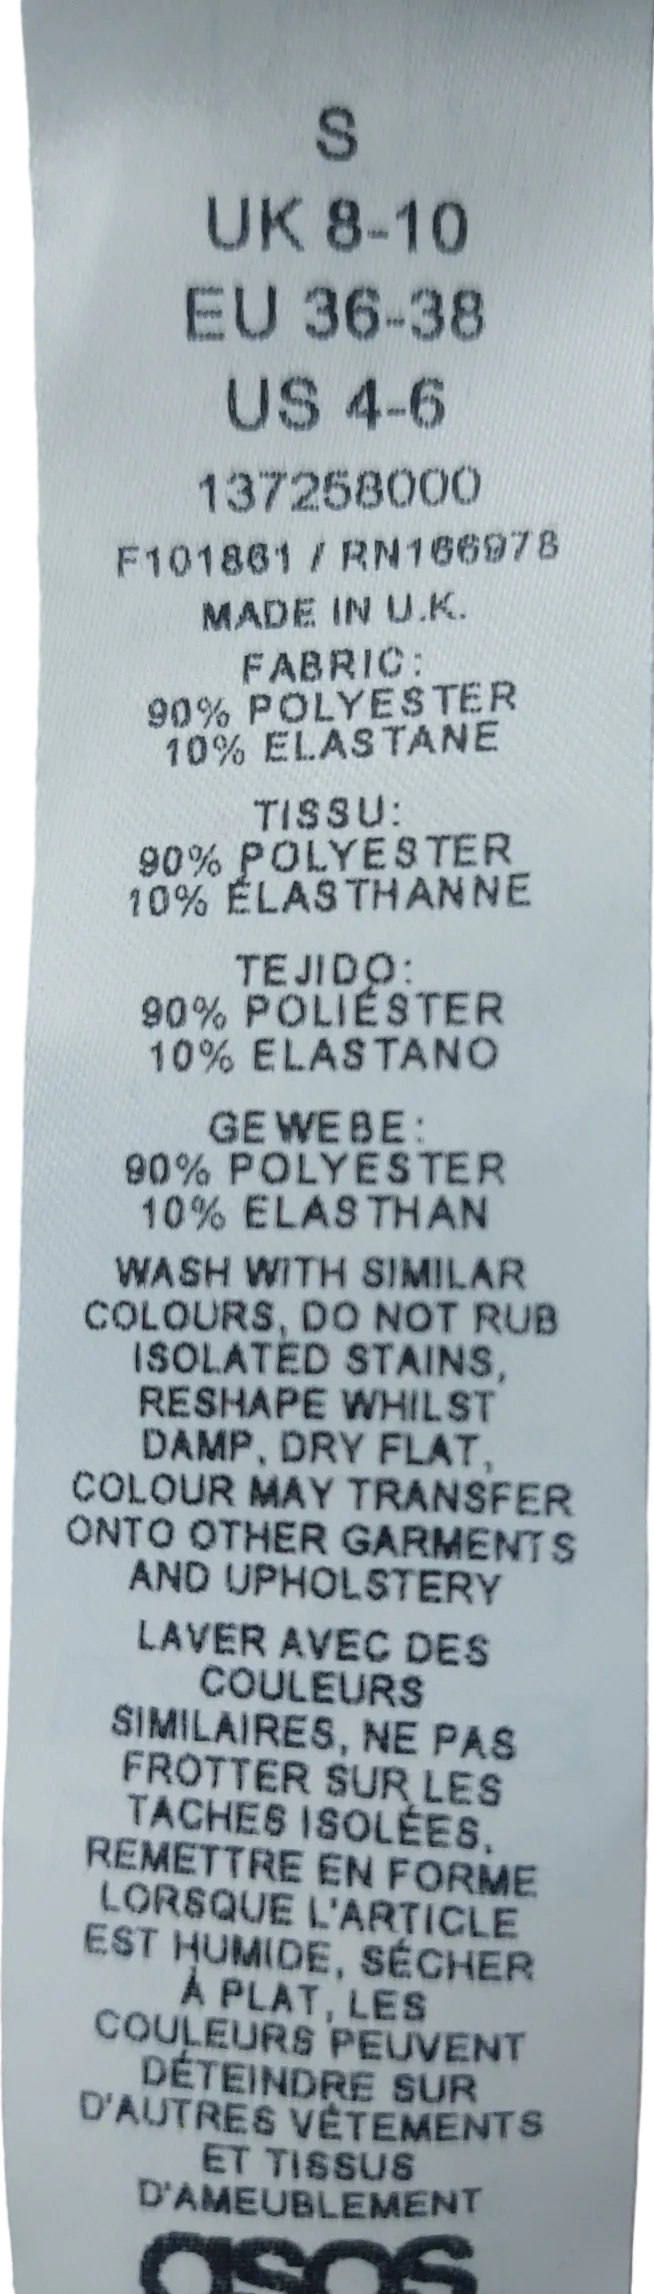 S
UK 8-10
EU 36-38
US 4-6
137258000
F101861 / RN166978
MADE IN U.K.
FABRIC:
90% POLYESTER
10% ELASTANE
TISSU:
90% POLYESTER
10% ÉLASTHANNE
TEJIDO:
90% POLIÉSTER
10% ELASTANO
GEWEBE:
90% POLYESTER
10% ELASTHAN
WASH WITH SIMILAR
COLOURS, DO NOT RUB
ISOLATED STAINS,
RESHAPE WHILST
DAMP, DRY FLAT,
COLOUR MAY TRANSFER
ONTO OTHER GARMENTS
AND UPHOLSTERY
LAVER AVEC DES
COULEURS
SIMILAIRES, NE PAS
FROTTER SUR LES
TACHES ISOLÉES,
REMETTRE EN FORME
LORSQUE L'ARTICLE
EST HUMIDE, SÉCHER
À PLAT, LES
COULEURS PEUVENT
DÉTEINDRE SUR
D'AUTRES VÊTEMENTS
ET TISSUS
D'AMEUBLEMENT
asos